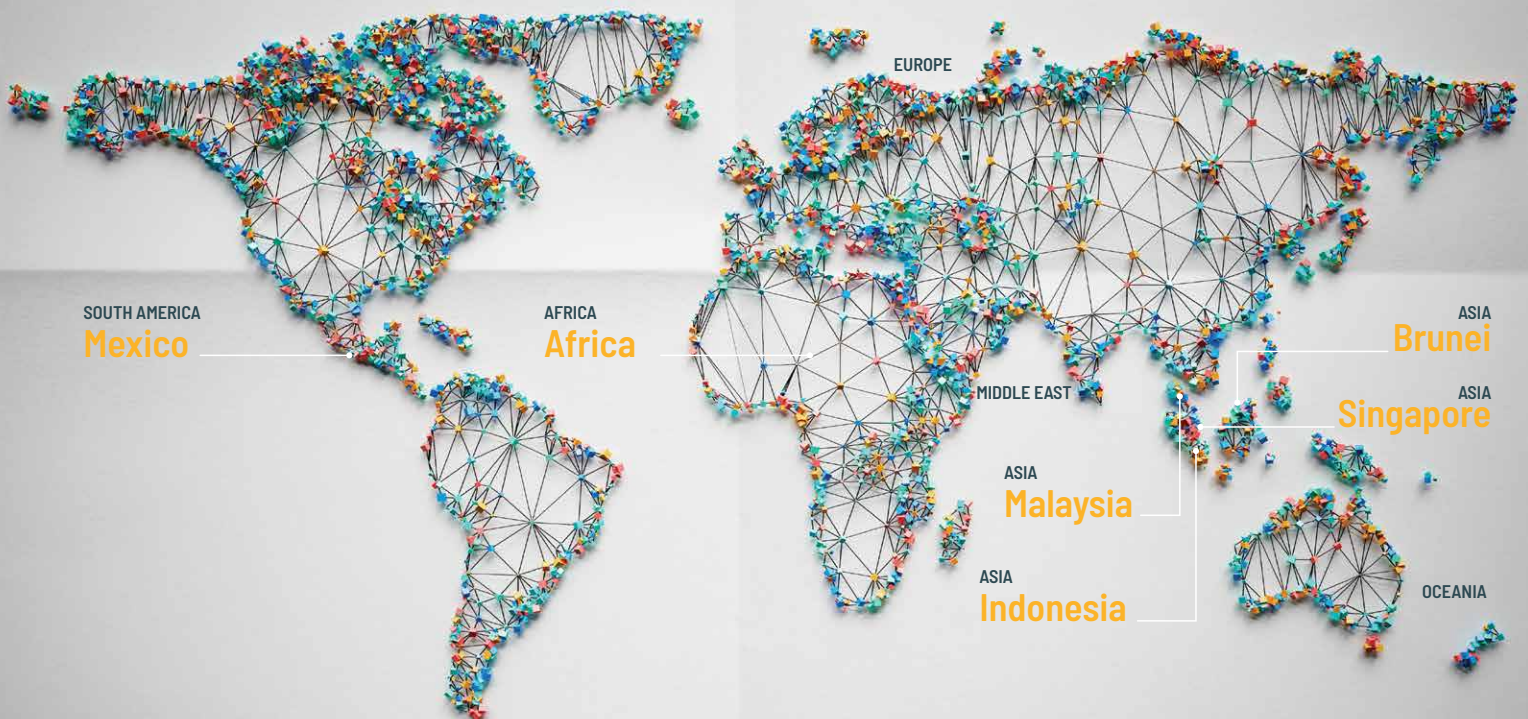 EUROPE
SOUTH AMERICA
Mexico
AFRICA
Africa
ASIA
Brunei
MIDDLE EAST
ASIA
Singapore
ASIA
Malaysia
ASIA
Indonesia
OCEANIA